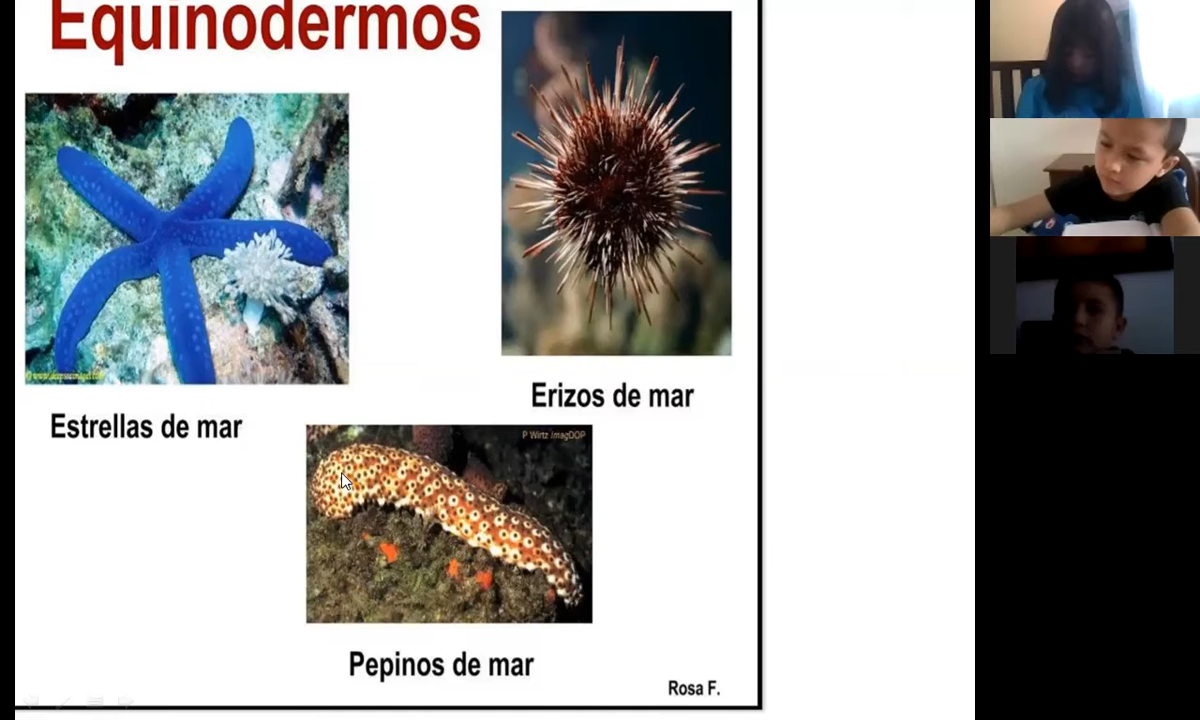 Equinodermos
Erizos de mar
Estrellas de mar
P Wirtz imagDOP
Pepinos de mar
Rosa F.